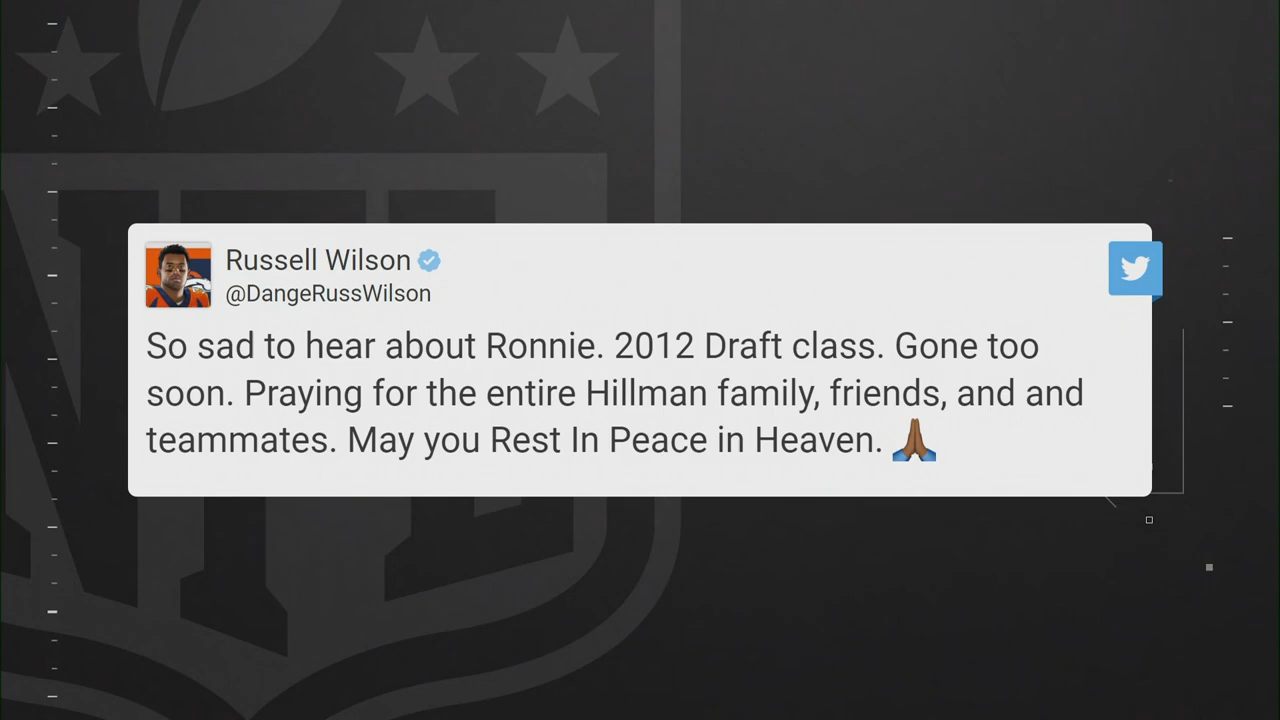 Russell Wilson
@DangeRussWilson
So sad to hear about Ronnie. 2012 Draft class. Gone too
soon. Praying for the entire Hillman family, friends, and and
teammates. May you Rest In Peace in Heaven. 🙏🏾